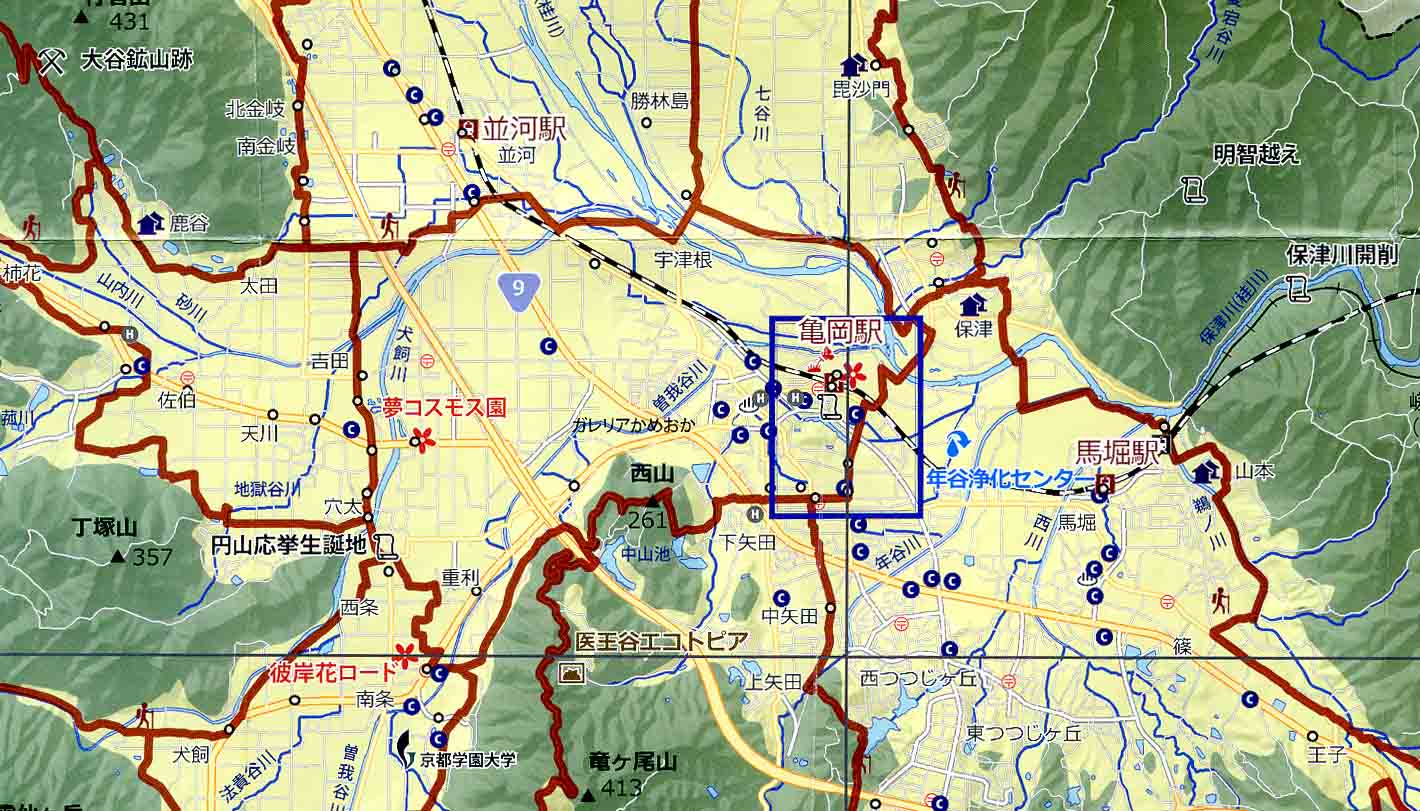 431
大谷鉱山跡
毘沙門
七谷川
勝林島
北金岐
南金岐
並河駅
並河
明智越え
鹿谷
柿花
山内川
砂川
太田
宇津根
9
保津川開削
保津川(桂川)
保津
亀岡駅
犬飼川
吉田
佐伯
夢コスモス園
天川
曽我谷川
ガレリアかめおか
西山
261
地獄谷川
穴太
年谷浄化センター
馬堀駅
馬堀
山本
鵜ノ川
西川
丁塚山
357
円山応挙生誕地
中山池
下矢田
年谷川
重利
西条
中矢田
医王谷エコトピア
彼岸花ロード
南条
上矢田
西つつじヶ丘
篠
東つつじヶ丘
王子
犬飼
法貴谷川
曽我谷川
京都学園大学
竜ヶ尾山
413